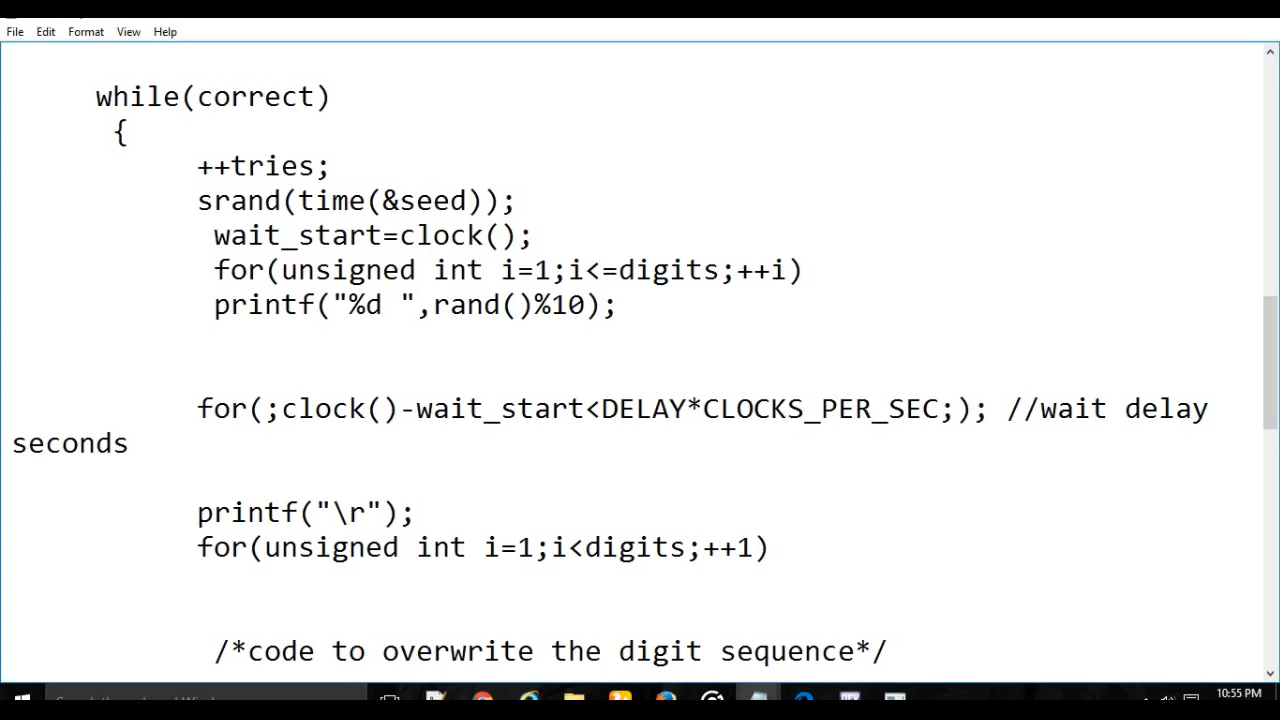 File Edit Format View Help
while(correct)
{
++tries;
srand(time(&seed));
wait_start=clock();
for(unsigned int i=1;i<=digits;++i)
printf("%d ",rand()%10);
for(;clock()-wait_start<DELAY*CLOCKS_PER_SEC;); //wait delay
seconds
printf("\r");
for(unsigned int i=1;i<digits;++1)
/*code to overwrite the digit sequence*/
10:55 PM